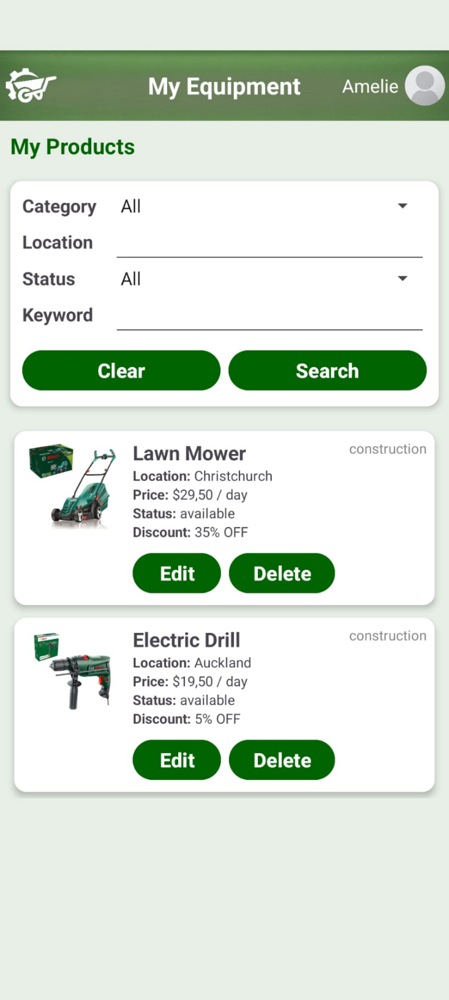 My Equipment
Amelie
My Products
Category All
Location
Status All
Keyword
Clear Search
Lawn Mower construction
Location: Christchurch
Price: $29,50 / day
Status: available
Discount: 35% OFF
Edit Delete
Electric Drill construction
Location: Auckland
Price: $19,50 / day
Status: available
Discount: 5% OFF
Edit Delete